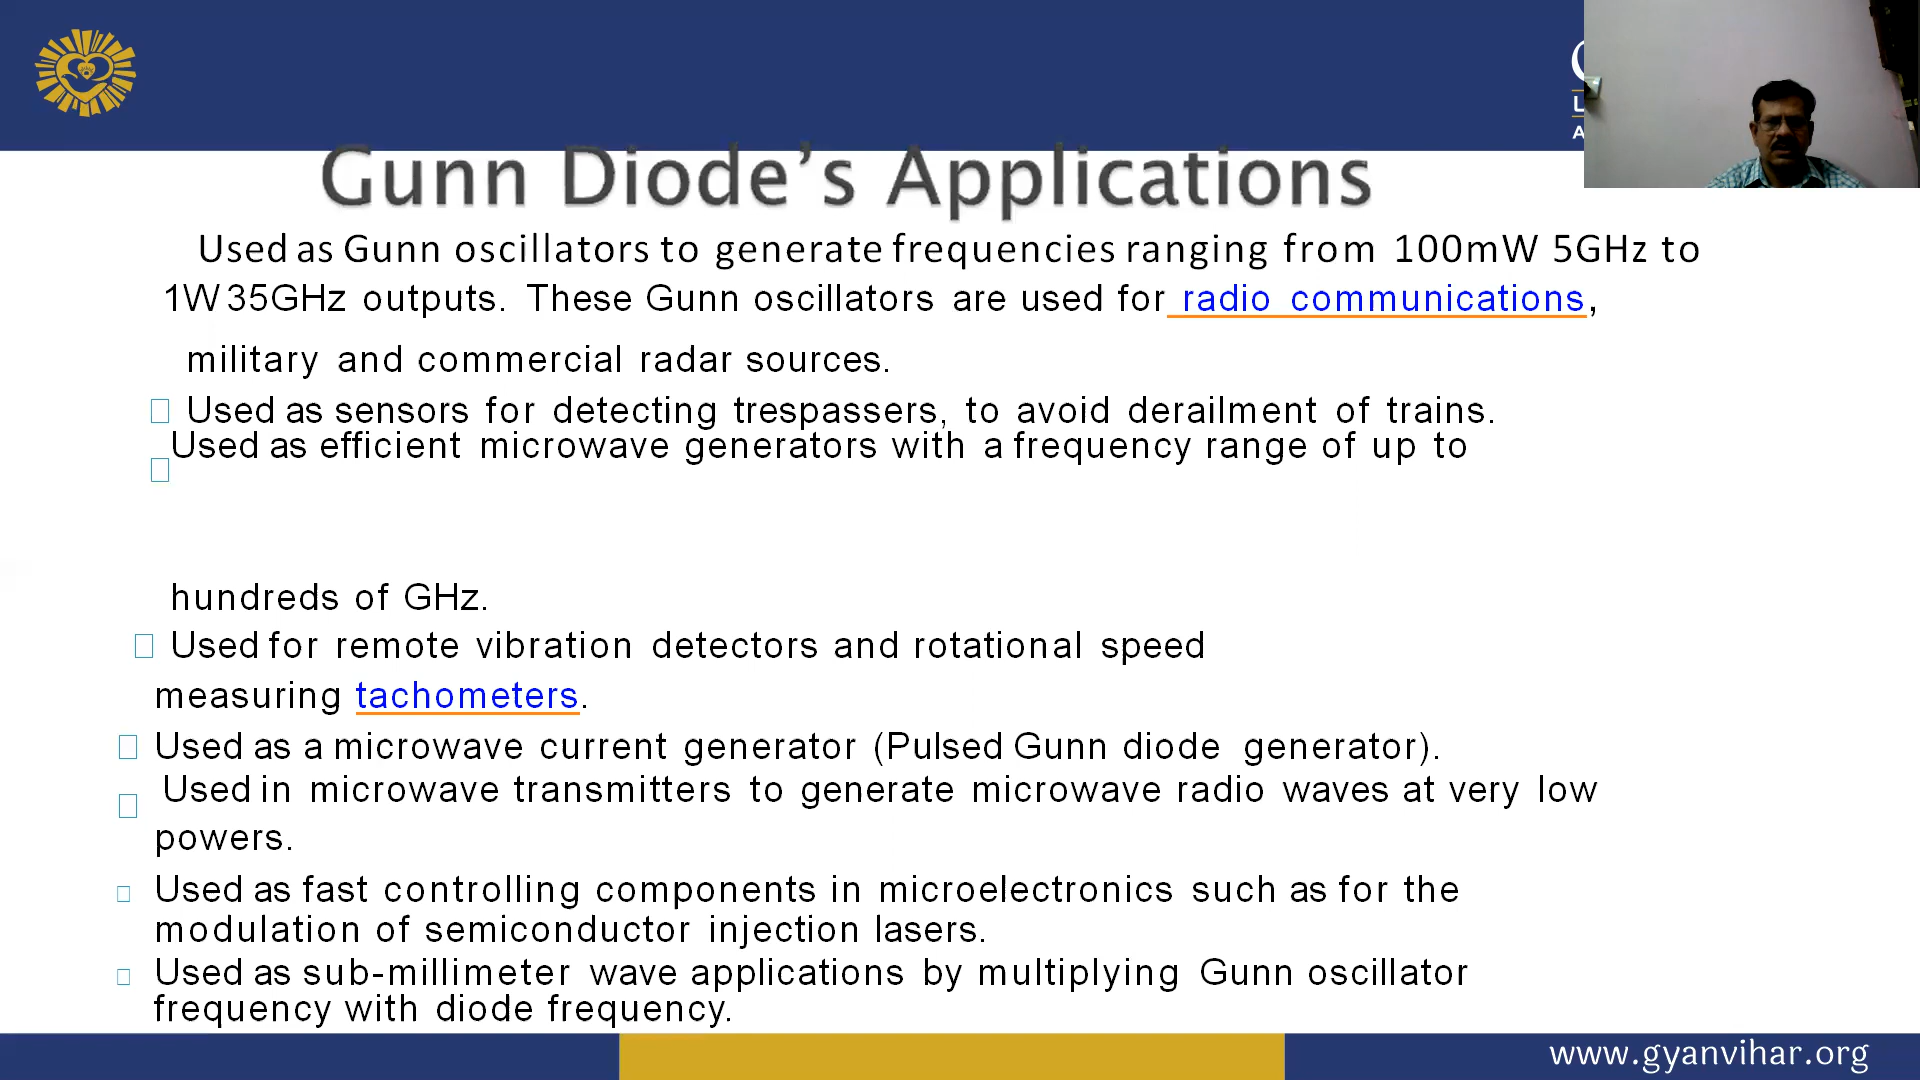 Gunn Diode’s Applications
Used as Gunn oscillators to generate frequencies ranging from 100mW 5GHz to
1W 35GHz outputs. These Gunn oscillators are used for radio communications,
military and commercial radar sources.
Used as sensors for detecting trespassers, to avoid derailment of trains.
Used as efficient microwave generators with a frequency range of up to
hundreds of GHz.
Used for remote vibration detectors and rotational speed
measuring tachometers.
Used as a microwave current generator (Pulsed Gunn diode generator).
Used in microwave transmitters to generate microwave radio waves at very low
powers.
Used as fast controlling components in microelectronics such as for the
modulation of semiconductor injection lasers.
Used as sub-millimeter wave applications by multiplying Gunn oscillator
frequency with diode frequency.
www.gyanvihar.org